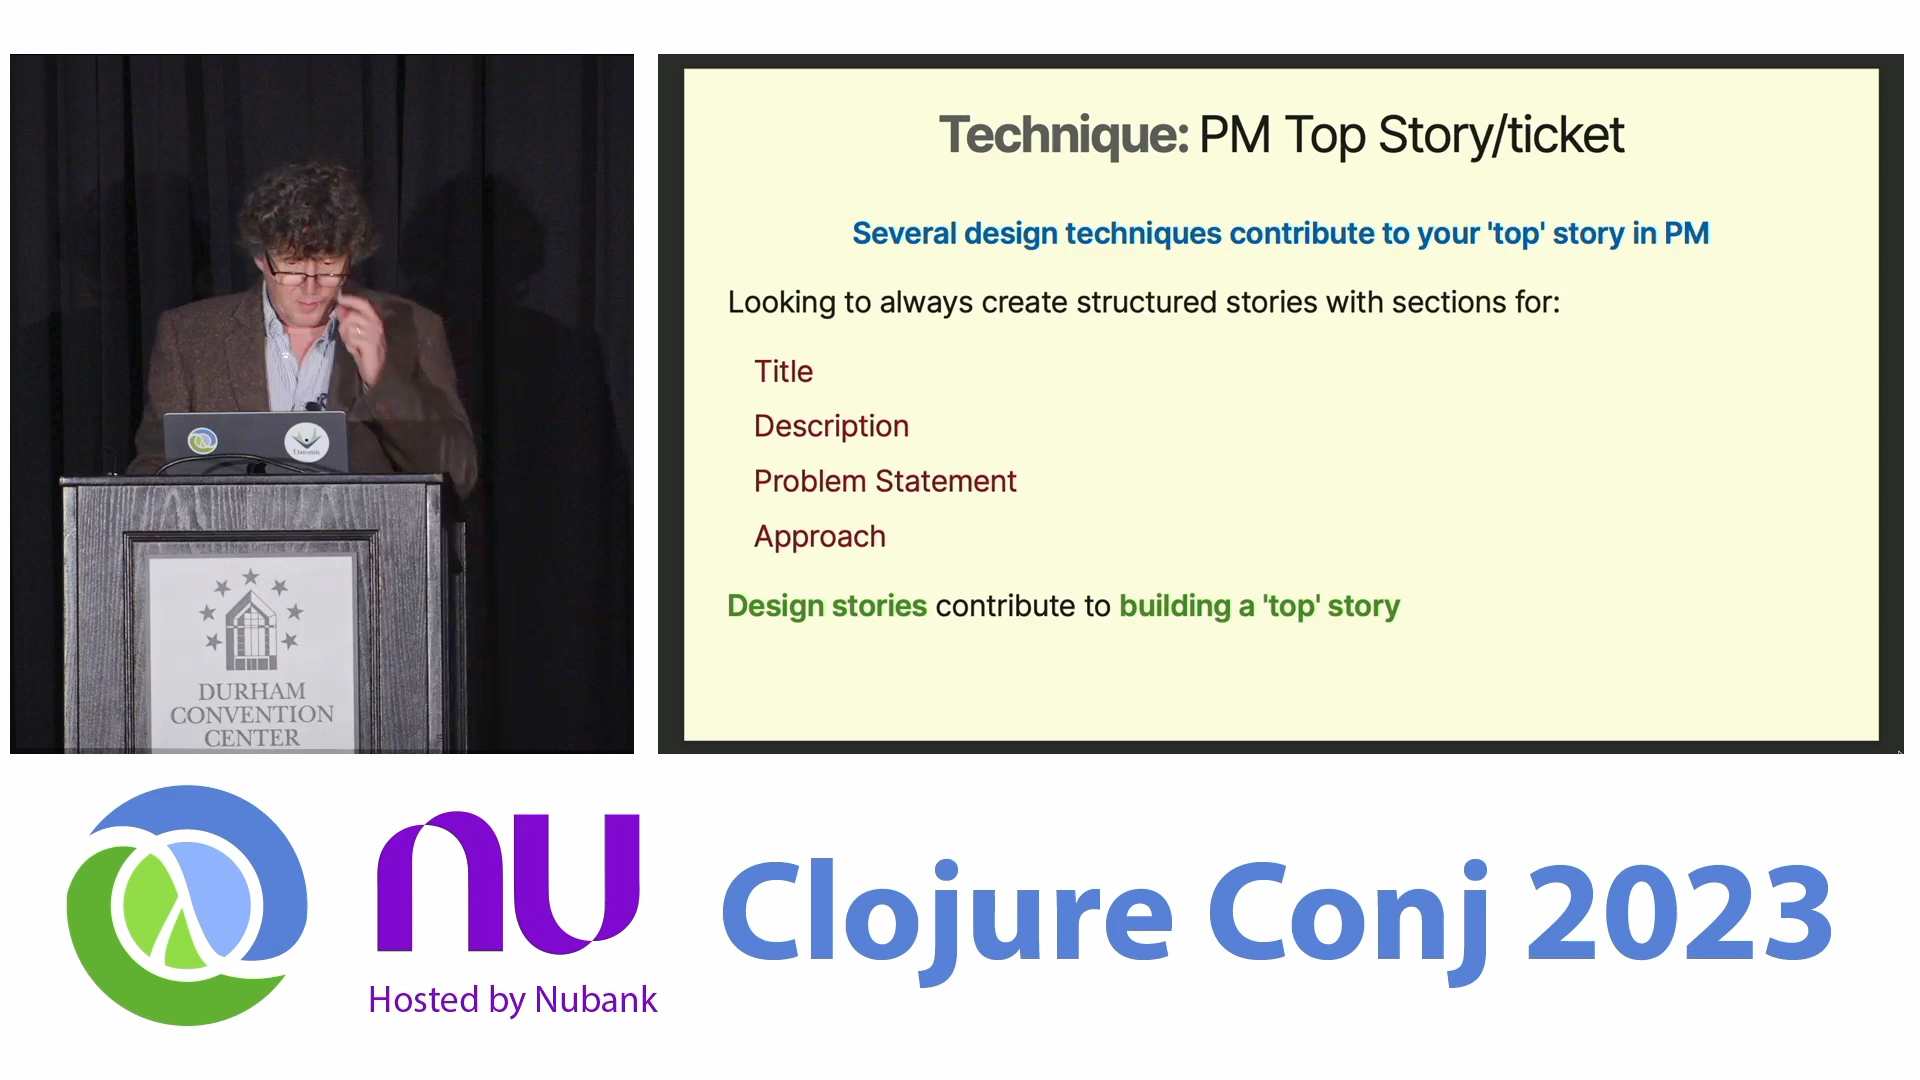 Technique: PM Top Story/ticket
Several design techniques contribute to your 'top' story in PM
Looking to always create structured stories with sections for:
Title
Description
Problem Statement
Approach
Design stories contribute to building a 'top' story
Datomic
DURHAM
CONVENTION
CENTER
nu
Hosted by Nubank
Clojure Conj 2023